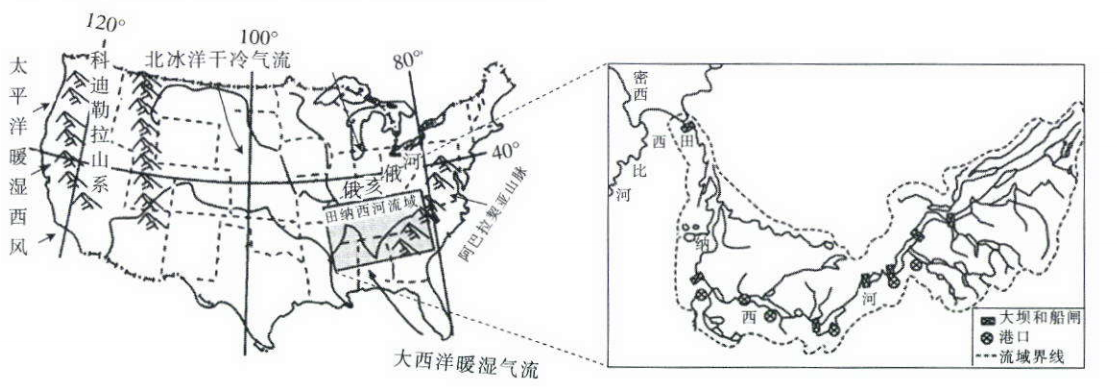 120°
100°
80°
40°
太平洋暖湿西风
科迪勒拉山系
北冰洋干冷气流
河
俄亥俄
田纳西河流域
阿巴拉契亚山脉
大西洋暖湿气流
密西西比河
田纳西河
大坝和船闸
港口
流域界线